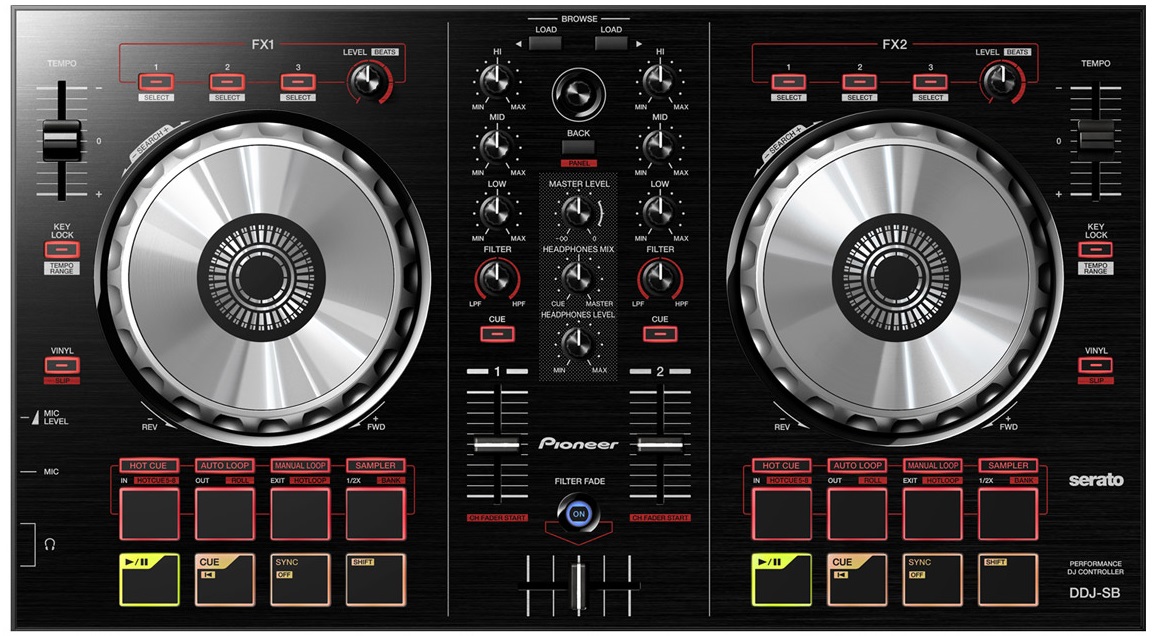 BROWSE
LOAD LOAD
FX1
LEVEL BEATS
1 2 3
SELECT SELECT SELECT
TEMPO
−
0
+
SEARCH +
KEY
LOCK
TEMPO
RANGE
VINYL
SLIP
MIC
LEVEL
MIC
−
REV
+
FWD
HOT CUE AUTO LOOP MANUAL LOOP SAMPLER
IN HOTCUE5-8 OUT ROLL EXIT HOTLOOP 1/2X BANK
CUE SYNC SHIFT
OFF
HI
MIN MAX
MID
MIN MAX
LOW
MIN MAX
FILTER
LPF HPF
CUE
1
CH FADER START
BACK
PANEL
MASTER LEVEL
-∞ 0
HEADPHONES MIX
CUE MASTER
HEADPHONES LEVEL
MIN MAX
Pioneer
FILTER FADE
ON
HI
MIN MAX
MID
MIN MAX
LOW
MIN MAX
FILTER
LPF HPF
CUE
2
CH FADER START
FX2
LEVEL BEATS
1 2 3
SELECT SELECT SELECT
TEMPO
−
0
+
SEARCH +
KEY
LOCK
TEMPO
RANGE
VINYL
SLIP
−
REV
+
FWD
HOT CUE AUTO LOOP MANUAL LOOP SAMPLER
IN HOTCUE5-8 OUT ROLL EXIT HOTLOOP 1/2X BANK
CUE SYNC SHIFT
OFF
serato
PERFORMANCE
DJ CONTROLLER
DDJ-SB